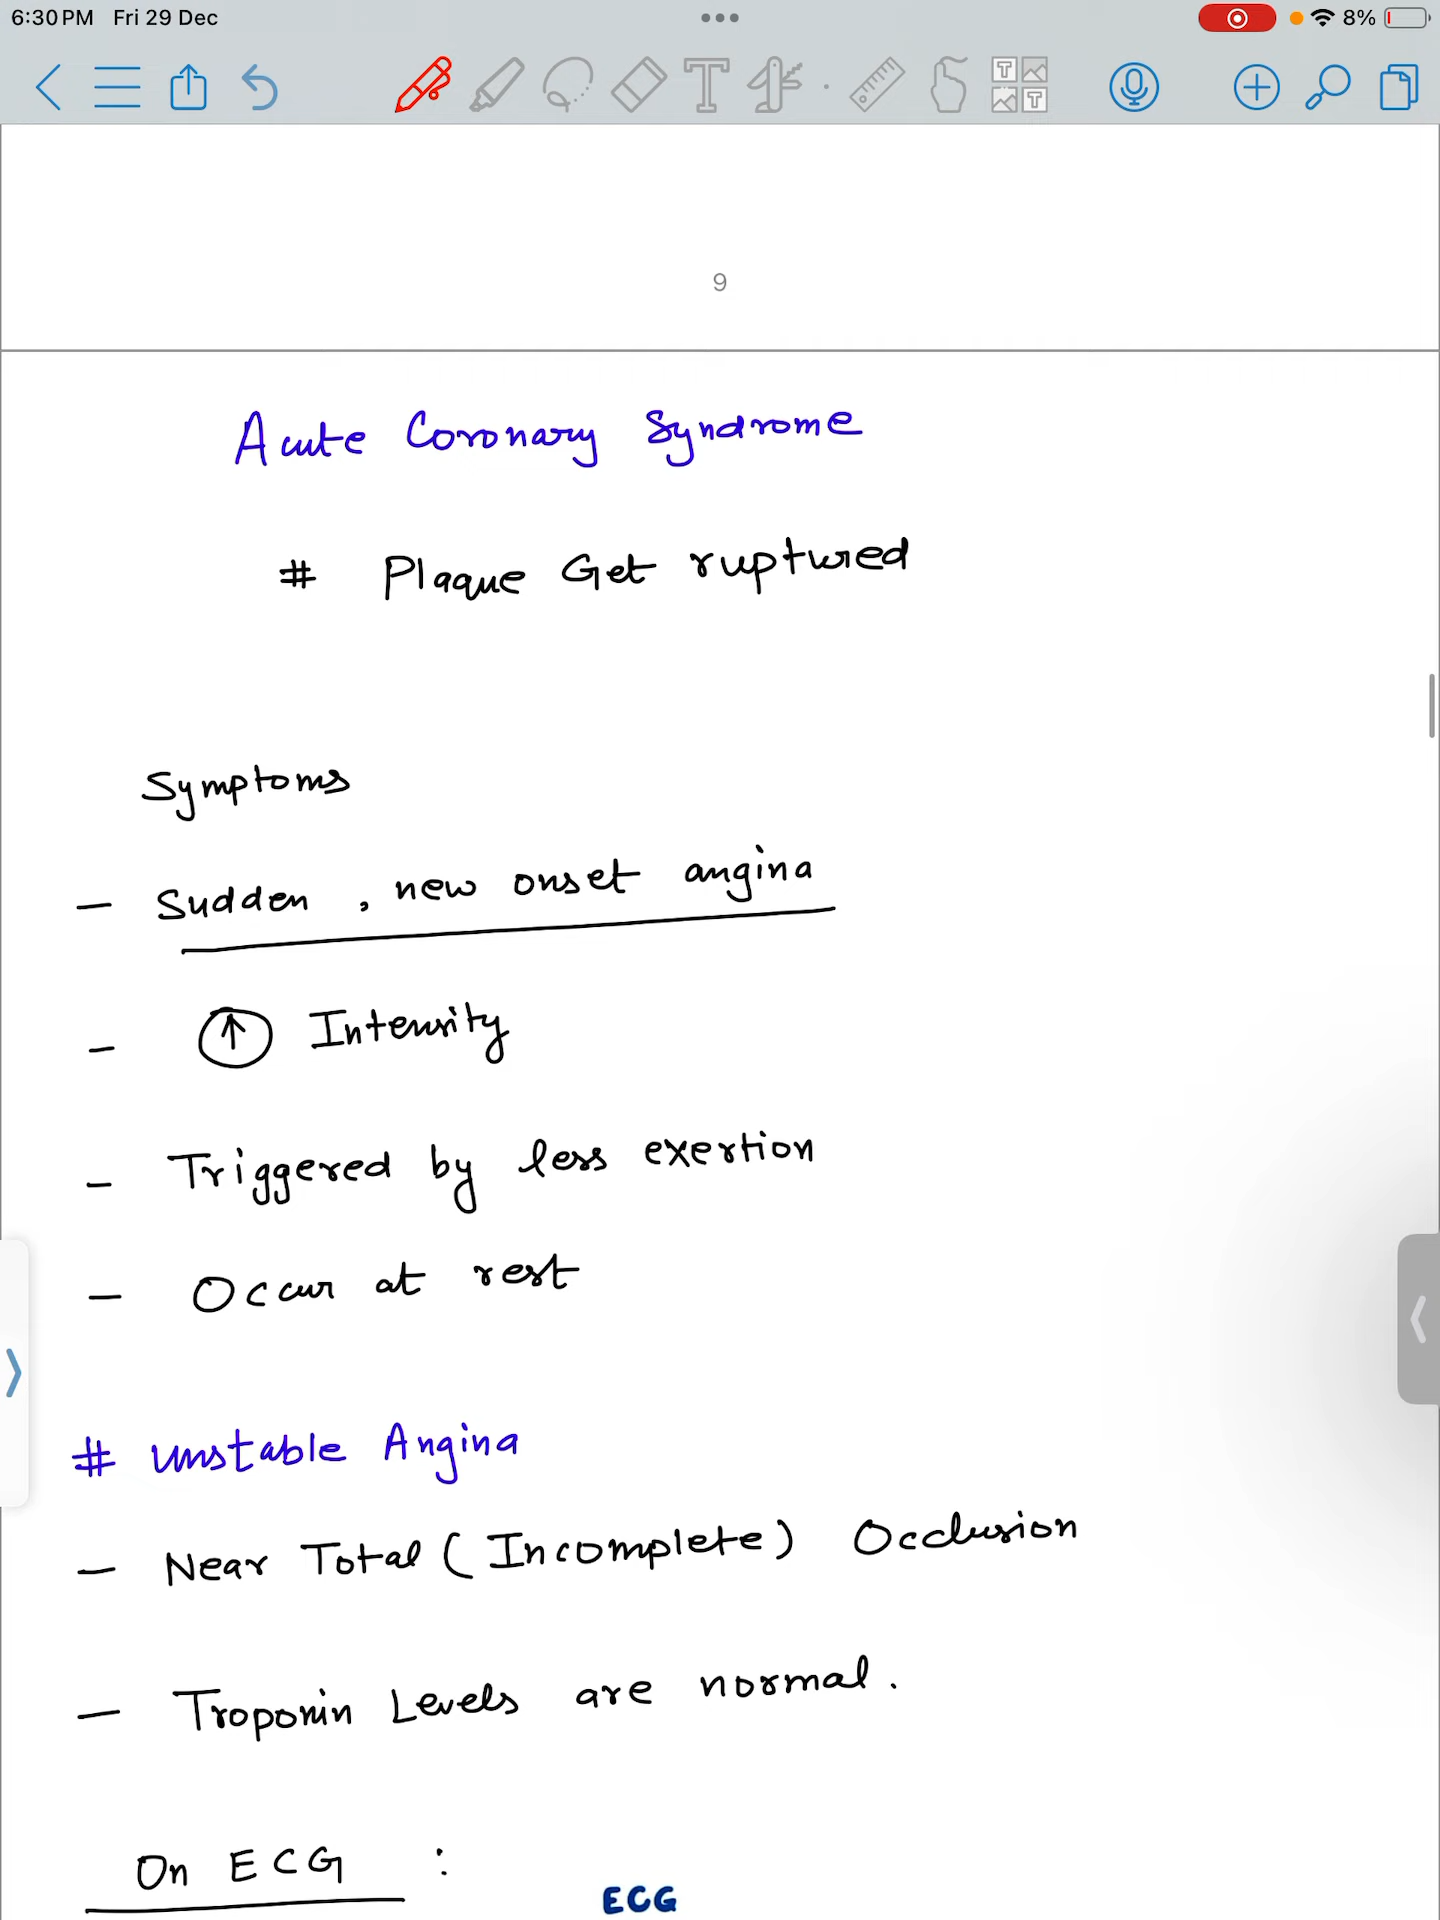 6:30 PM Fri 29 Dec
8%
9
Acute Coronary Syndrome
# Plaque Get ruptured
Symptoms
- Sudden, new onset angina
- ↑ Intensity
- Triggered by less exertion
- Occur at rest
# Unstable Angina
- Near Total (Incomplete) Occlusion
- Troponin Levels are normal.
On ECG :
ECG